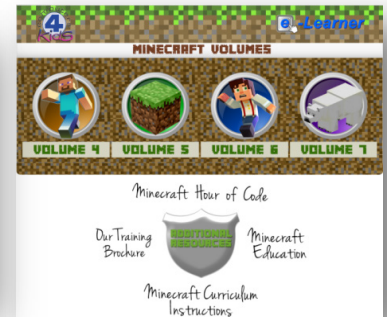 4
KIDS
e -Learner
MINECRAFT VOLUMES
VOLUME 4 VOLUME 5 VOLUME 6 VOLUME 7
Minecraft Hour of Code
Our Training
Brochure
ADDITIONAL
RESOURCES
Minecraft
Education
Minecraft Curriculum
Instructions